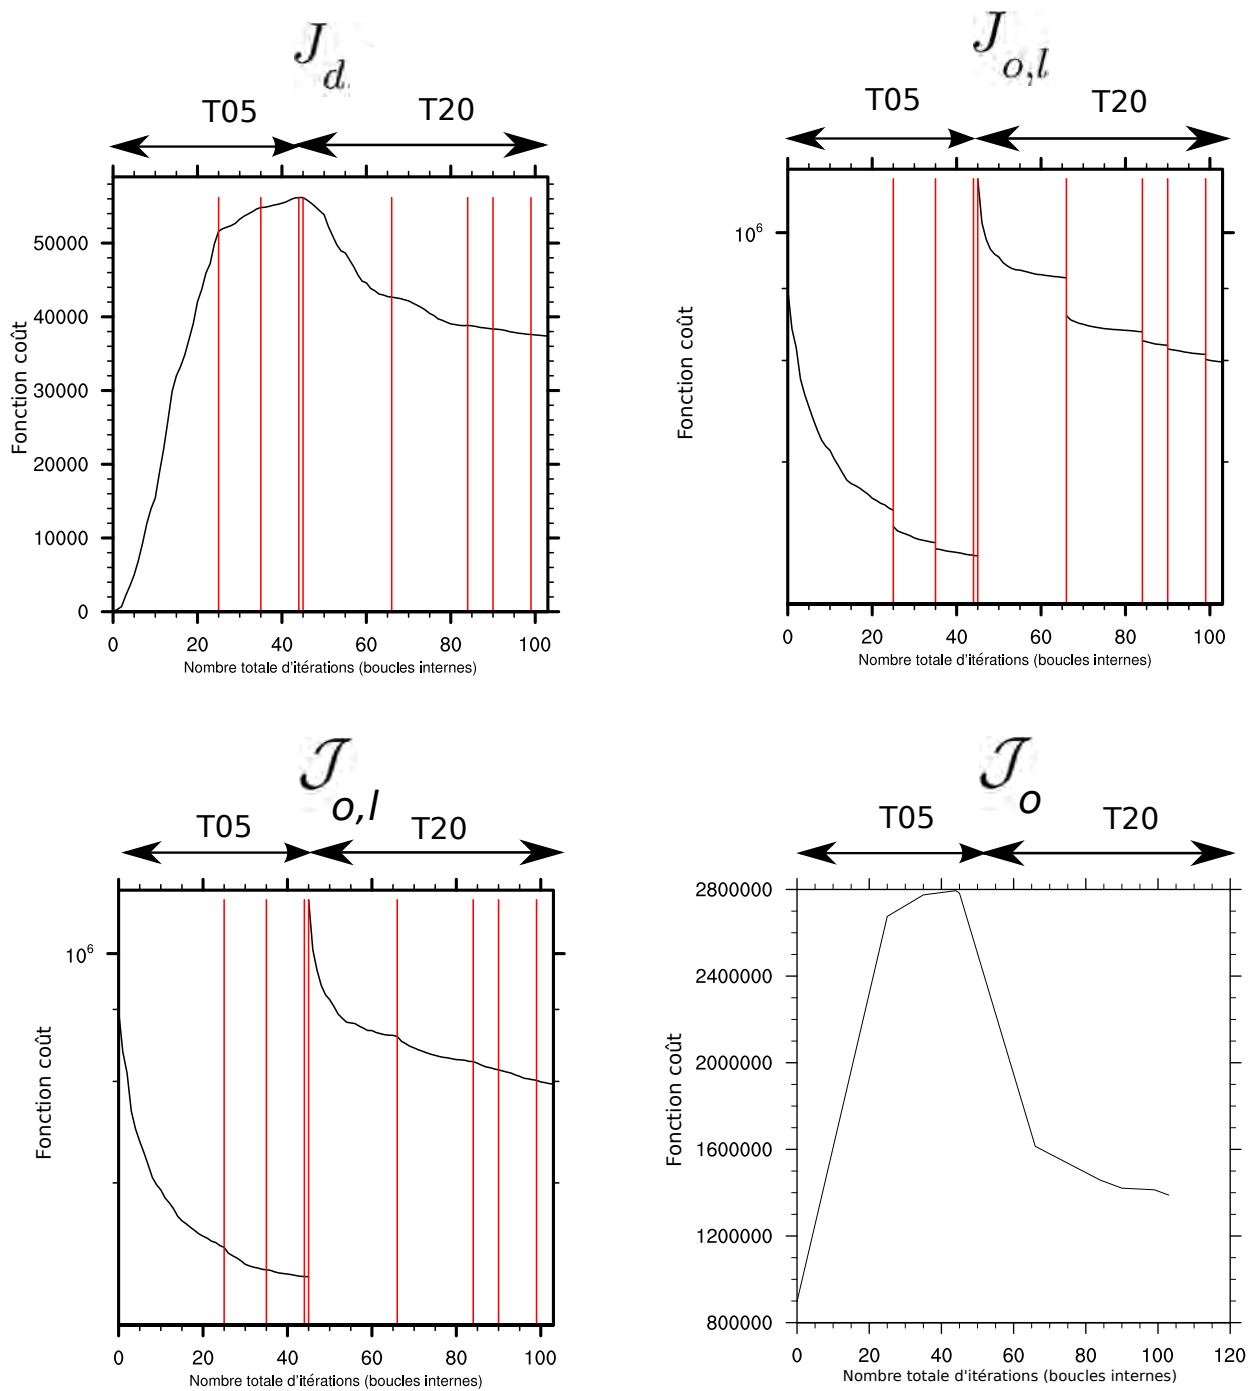 J_d
T05 T20
Fonction coût
50000
40000
30000
20000
10000
0
0 20 40 60 80 100
Nombre totale d'itérations (boucles internes)
J_{o,l}
T05 T20
Fonction coût
10^6
0 20 40 60 80 100
Nombre totale d'itérations (boucles internes)
𝒥_{o,l}
T05 T20
Fonction coût
10^6
0 20 40 60 80 100
Nombre totale d'itérations (boucles internes)
𝒥_o
T05 T20
Fonction coût
2800000
2400000
2000000
1600000
1200000
800000
0 20 40 60 80 100 120
Nombre totale d'itérations (boucles internes)